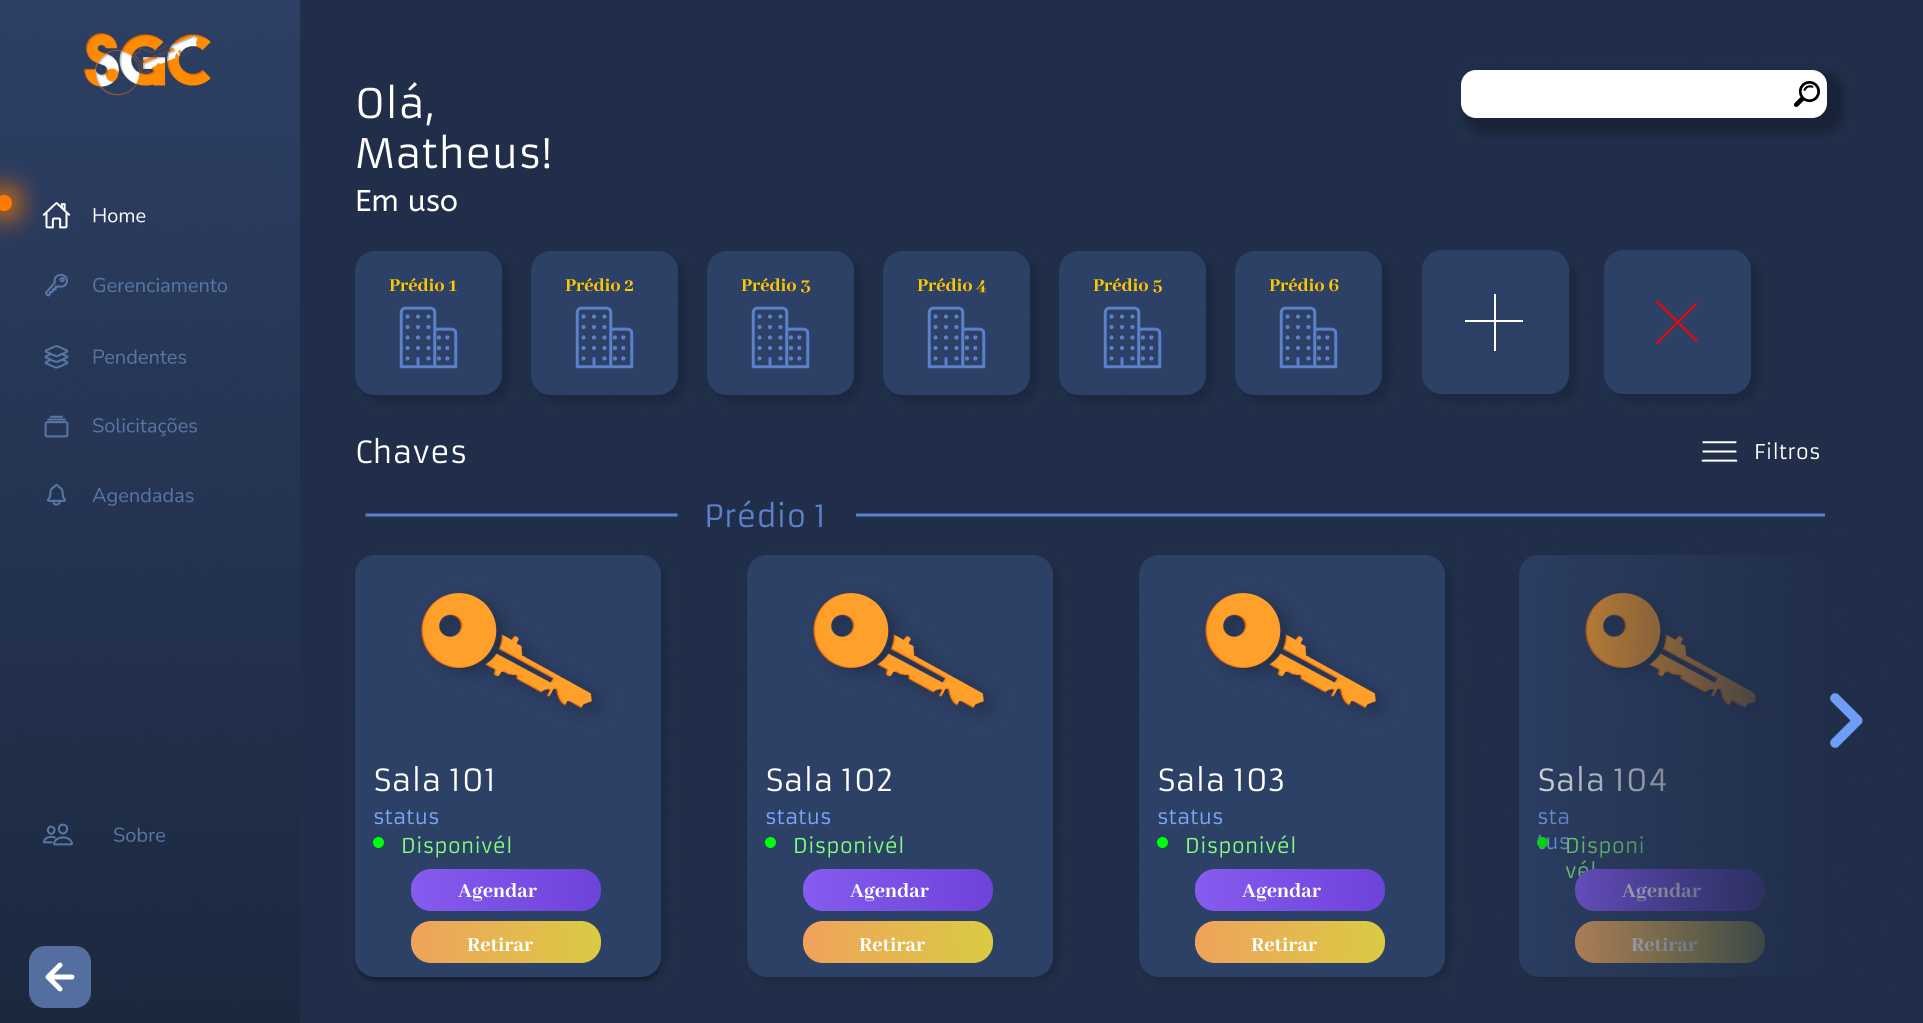 SGC
Home
Gerenciamento
Pendentes
Solicitações
Agendadas
Sobre
Olá,
Matheus!
Em uso
Prédio 1
Prédio 2
Prédio 3
Prédio 4
Prédio 5
Prédio 6
Chaves
Filtros
Prédio 1
Sala 101
status
Disponivél
Agendar
Retirar
Sala 102
status
Disponivél
Agendar
Retirar
Sala 103
status
Disponivél
Agendar
Retirar
Sala 104
sta
tus
Disponi
vél
Agendar
Retirar